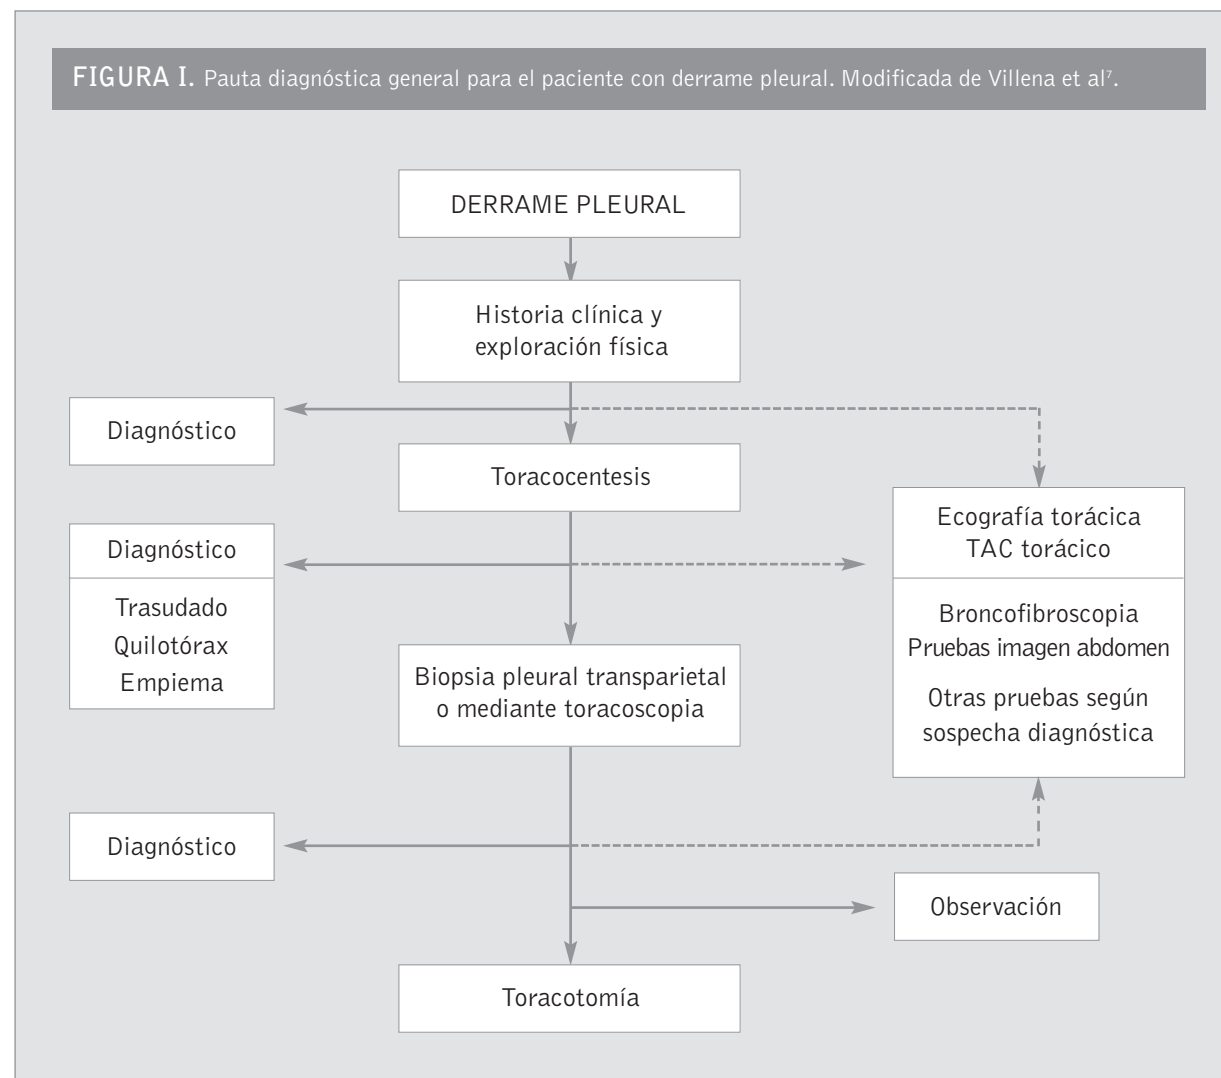 FIGURA I. Pauta diagnóstica general para el paciente con derrame pleural. Modificada de Villena et al⁷.
DERRAME PLEURAL
Historia clínica y
exploración física
Diagnóstico
Toracocentesis
Ecografía torácica
TAC torácico
Broncofibroscopia
Pruebas imagen abdomen
Otras pruebas según
sospecha diagnóstica
Diagnóstico
Trasudado
Quilotórax
Empiema
Biopsia pleural transparietal
o mediante toracoscopia
Diagnóstico
Observación
Toracotomía